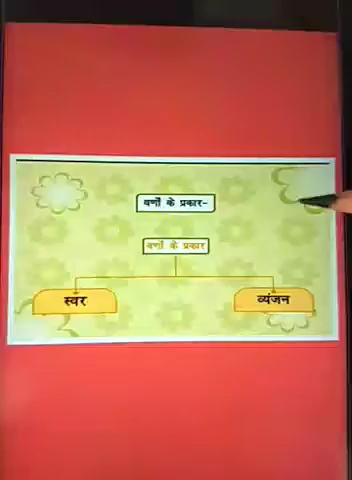 वर्णों के प्रकार-
वर्णों के प्रकार
स्वर
व्यंजन